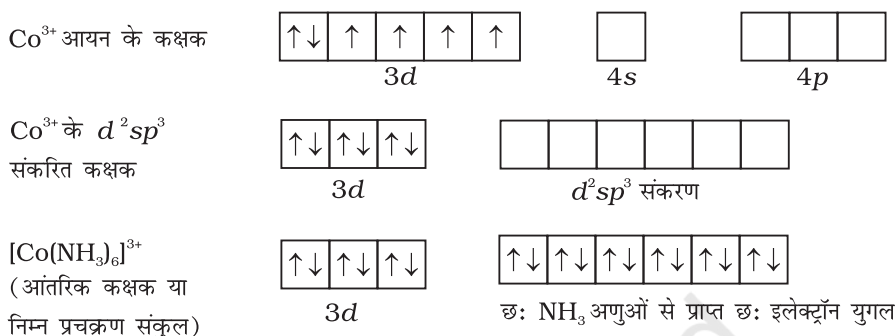 Co³⁺ आयन के कक्षक ↑↓ ↑ ↑ ↑ ↑
3d 4s 4p
Co³⁺ के d²sp³
संकरित कक्षक ↑↓ ↑↓ ↑↓
3d d²sp³ संकरण
[Co(NH₃)₆]³⁺ ↑↓ ↑↓ ↑↓ ↑↓ ↑↓ ↑↓ ↑↓ ↑↓ ↑↓
(आंतरिक कक्षक या
निम्न प्रचक्रण संकुल) 3d छ: NH₃ अणुओं से प्राप्त छ: इलेक्ट्रॉन युगल